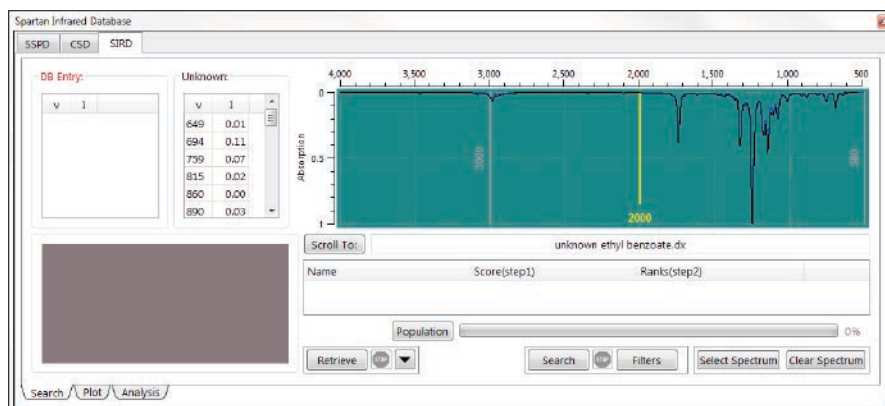 Spartan Infrared Database
SSPD CSD SIRD
DB Entry:
ν I
Unknown:
ν I
649 0.01
694 0.11
759 0.07
815 0.02
860 0.00
890 0.03
4,000 3,500 3,000 2,500 2,000 1,500 1,000 500
0
0.5
1
Absorption
3000
2000
500
Scroll To: unknown ethyl benzoate.dx
Name Score(step1) Ranks(step2)
Population 0%
Retrieve STOP Search STOP Filters Select Spectrum Clear Spectrum
Search Plot Analysis